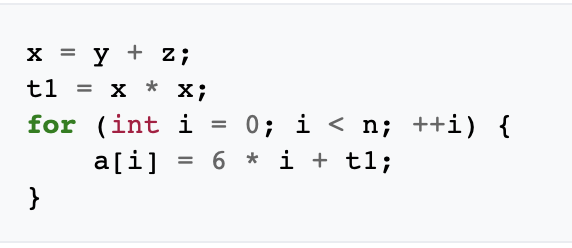 x = y + z;
t1 = x * x;
for (int i = 0; i < n; ++i) {
    a[i] = 6 * i + t1;
}